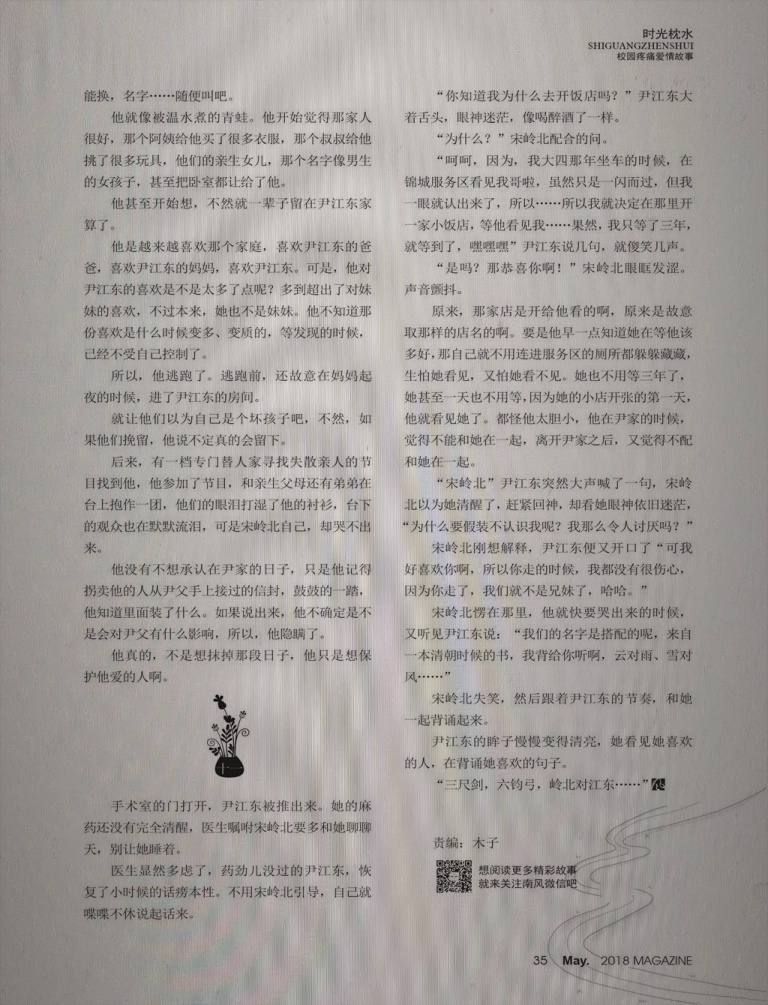 时光枕水
SHIGUANGZHENSHUI
校园疼痛爱情故事
能换，名字……随便叫吧。
他就像被温水煮的青蛙。他开始觉得那家人
很好，那个阿姨给他买了很多衣服，那个叔叔给他
挑了很多玩具，他们的亲生女儿，那个名字像男生
的女孩子，甚至把卧室都让给了他。
他甚至开始想，不然就一辈子留在尹江东家
算了。
他是越来越喜欢那个家庭，喜欢尹江东的爸
爸，喜欢尹江东的妈妈，喜欢尹江东。可是，他对
尹江东的喜欢是不是太多了点呢？多到超出了对妹
妹的喜欢，不过本来，她也不是妹妹。他不知道那
份喜欢是什么时候变多、变质的，等发现的时候，
已经不受自己控制了。
所以，他逃跑了。逃跑前，还故意在妈妈起
夜的时候，进了尹江东的房间。
就让他们以为自己是个坏孩子吧，不然，如
果他们挽留，他说不定真的会留下。
后来，有一档专门替人家寻找失散亲人的节
目找到他，他参加了节目，和亲生父母还有弟弟在
台上抱作一团，他们的眼泪打湿了他的衬衫，台下
的观众也在默默流泪，可是宋岭北自己，却哭不出
来。
他没有不想承认在尹家的日子，只是他记得
拐卖他的人从尹父手上接过的信封，鼓鼓的一踏，
他知道里面装了什么。如果说出来，他不确定是不
是会对尹父有什么影响，所以，他隐瞒了。
他真的，不是想抹掉那段日子，他只是想保
护他爱的人啊。
十一
手术室的门打开，尹江东被推出来。她的麻
药还没有完全清醒，医生嘱咐宋岭北要多和她聊聊
天，别让她睡着。
医生显然多虑了，药劲儿没过的尹江东，恢
复了小时候的话痨本性。不用宋岭北引导，自己就
喋喋不休说起话来。
“你知道我为什么去开饭店吗？”尹江东大
着舌头，眼神迷茫，像喝醉酒了一样。
“为什么？”宋岭北配合的问。
“呵呵，因为，我大四那年坐车的时候，在
锦城服务区看见我哥啦，虽然只是一闪而过，但我
一眼就认出来了，所以……所以我就决定在那里开
一家小饭店，等他看见我……果然，我只等了三年，
就等到了，嘿嘿嘿”尹江东说几句，就傻笑几声。
“是吗？那恭喜你啊！”宋岭北眼眶发涩。
声音颤抖。
原来，那家店是开给他看的啊，原来是故意
取那样的店名的啊。要是他早一点知道她在等他该
多好，那自己就不用连进服务区的厕所都躲躲藏藏，
生怕她看见，又怕她看不见。她也不用等三年了，
她甚至一天也不用等，因为她的小店开张的第一天，
他就看见她了。都怪他太胆小，他在尹家的时候，
觉得不能和她在一起，离开尹家之后，又觉得不配
和她在一起。
“宋岭北”尹江东突然大声喊了一句，宋岭
北以为她清醒了，赶紧回神，却看她眼神依旧迷茫，
“为什么要假装不认识我呢？我那么令人讨厌吗？”
宋岭北刚想解释，尹江东便又开口了“可我
好喜欢你啊，所以你走的时候，我都没有很伤心，
因为你走了，我们就不是兄妹了，哈哈。”
宋岭北愣在那里，他就快要哭出来的时候，
又听见尹江东说：“我们的名字是搭配的呢，来自
一本清朝时候的书，我背给你听啊，云对雨、雪对
风……”
宋岭北失笑，然后跟着尹江东的节奏，和她
一起背诵起来。
尹江东的眸子慢慢变得清亮，她看见她喜欢
的人，在背诵她喜欢的句子。
“三尺剑，六钧弓，岭北对江东……”
责编：木子
想阅读更多精彩故事
就来关注南风微信吧
35 May. 2018 MAGAZINE